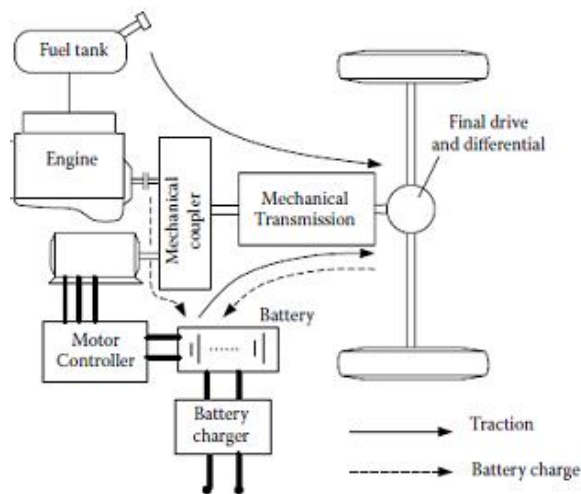 Fuel tank
Engine
Final drive
and differential
Mechanical
coupler
Mechanical
Transmission
Battery
Motor
Controller
Battery
charger
Traction
Battery charge